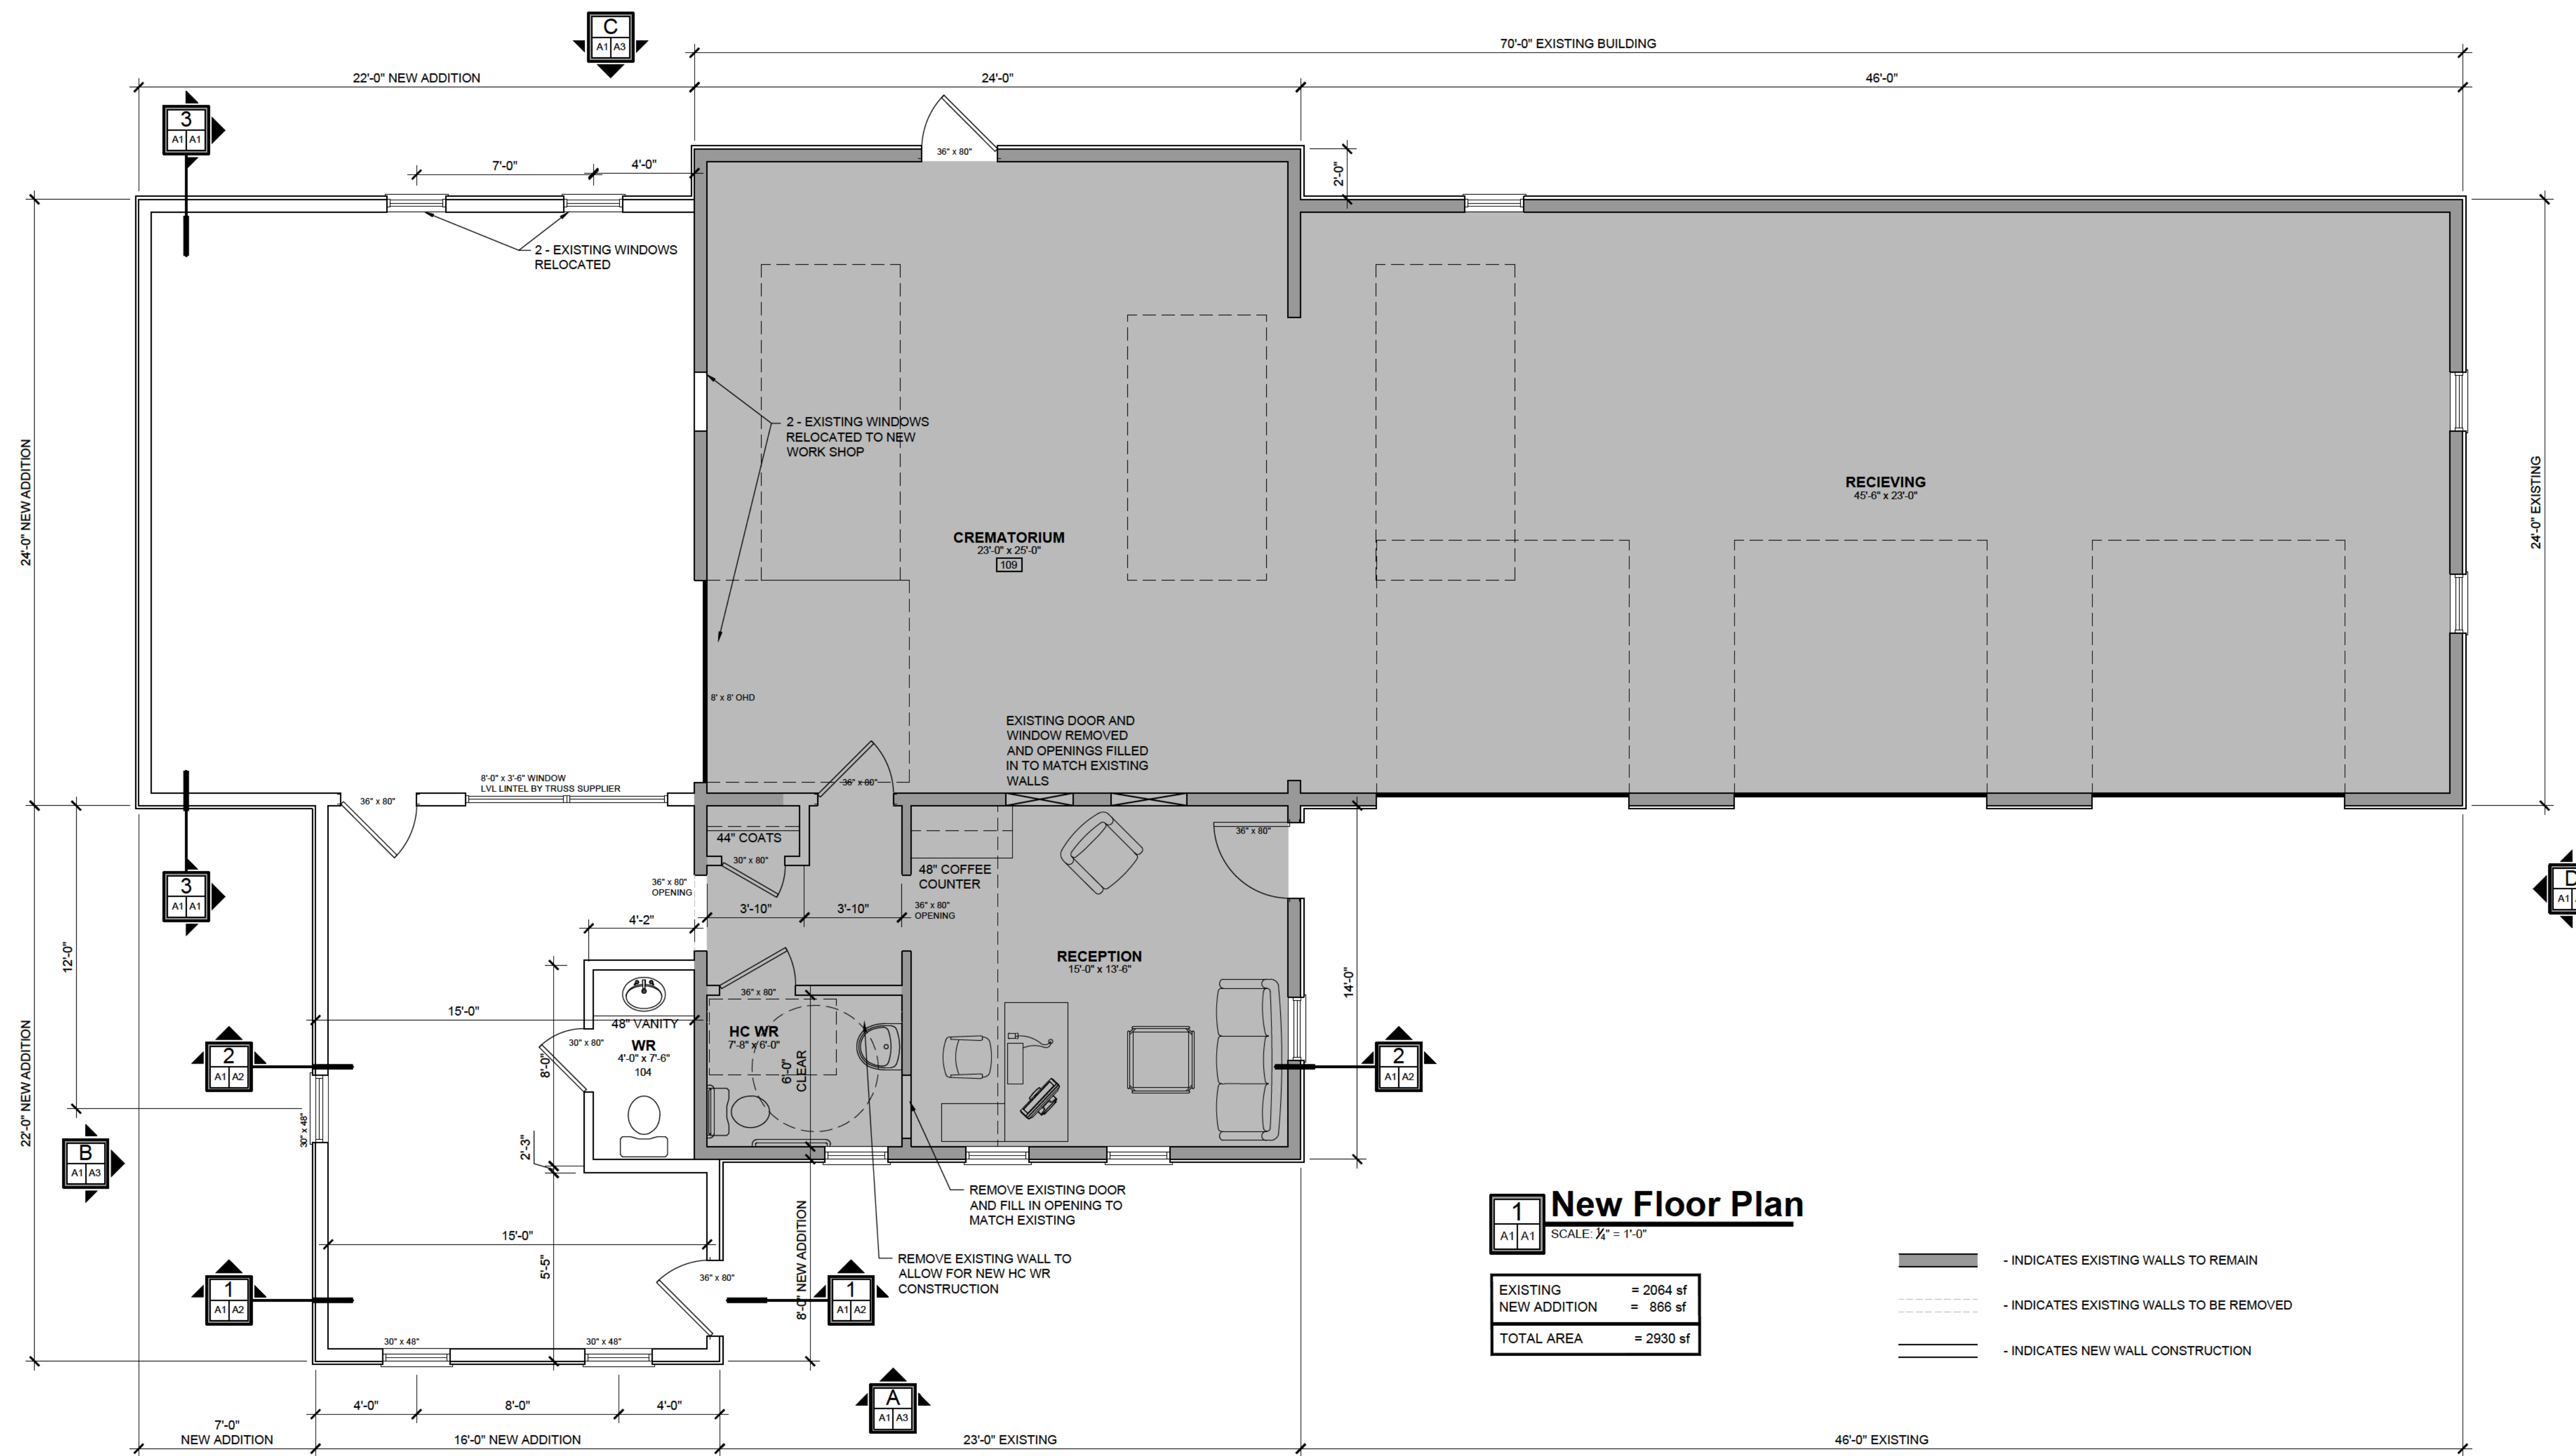 C
A1 A3
70'-0" EXISTING BUILDING
22'-0" NEW ADDITION
24'-0"
46'-0"
3
A1 A1
7'-0"
4'-0"
36" x 80"
2'-0"
2 - EXISTING WINDOWS
RELOCATED
2 - EXISTING WINDOWS
RELOCATED TO NEW
WORK SHOP
24'-0" NEW ADDITION
RECIEVING
45'-6" x 23'-0"
24'-0" EXISTING
CREMATORIUM
23'-0" x 25'-0"
109
8' x 8' OHD
EXISTING DOOR AND
WINDOW REMOVED
AND OPENINGS FILLED
IN TO MATCH EXISTING
WALLS
8'-0" x 3'-6" WINDOW
LVL LINTEL BY TRUSS SUPPLIER
36" x 80"
36" x 80"
44" COATS
30" x 80"
36" x 80"
3
A1 A1
36" x 80"
OPENING
48" COFFEE
COUNTER
36" x 80"
OPENING
D
A1
3'-10"
3'-10"
4'-2"
12'-0"
RECEPTION
15'-0" x 13'-6"
14'-0"
36" x 80"
15'-0"
48" VANITY
HC WR
7'-8" x 6'-0"
30" x 80"
WR
4'-0" x 7'-6"
104
8'-0"
6'-0"
CLEAR
2
A1 A2
2
A1 A2
22'-0" NEW ADDITION
30" x 48"
B
A1 A3
2'-3"
REMOVE EXISTING DOOR
AND FILL IN OPENING TO
MATCH EXISTING
15'-0"
5'-5"
8'-0" NEW ADDITION
REMOVE EXISTING WALL TO
ALLOW FOR NEW HC WR
CONSTRUCTION
36" x 80"
1
A1 A2
1
A1 A2
30" x 48"
30" x 48"
1
A1 A1
New Floor Plan
SCALE: ¼" = 1'-0"
EXISTING = 2064 sf
NEW ADDITION = 866 sf
TOTAL AREA = 2930 sf
- INDICATES EXISTING WALLS TO REMAIN
- INDICATES EXISTING WALLS TO BE REMOVED
- INDICATES NEW WALL CONSTRUCTION
A
A1 A3
4'-0"
8'-0"
4'-0"
7'-0"
NEW ADDITION
16'-0" NEW ADDITION
23'-0" EXISTING
46'-0" EXISTING